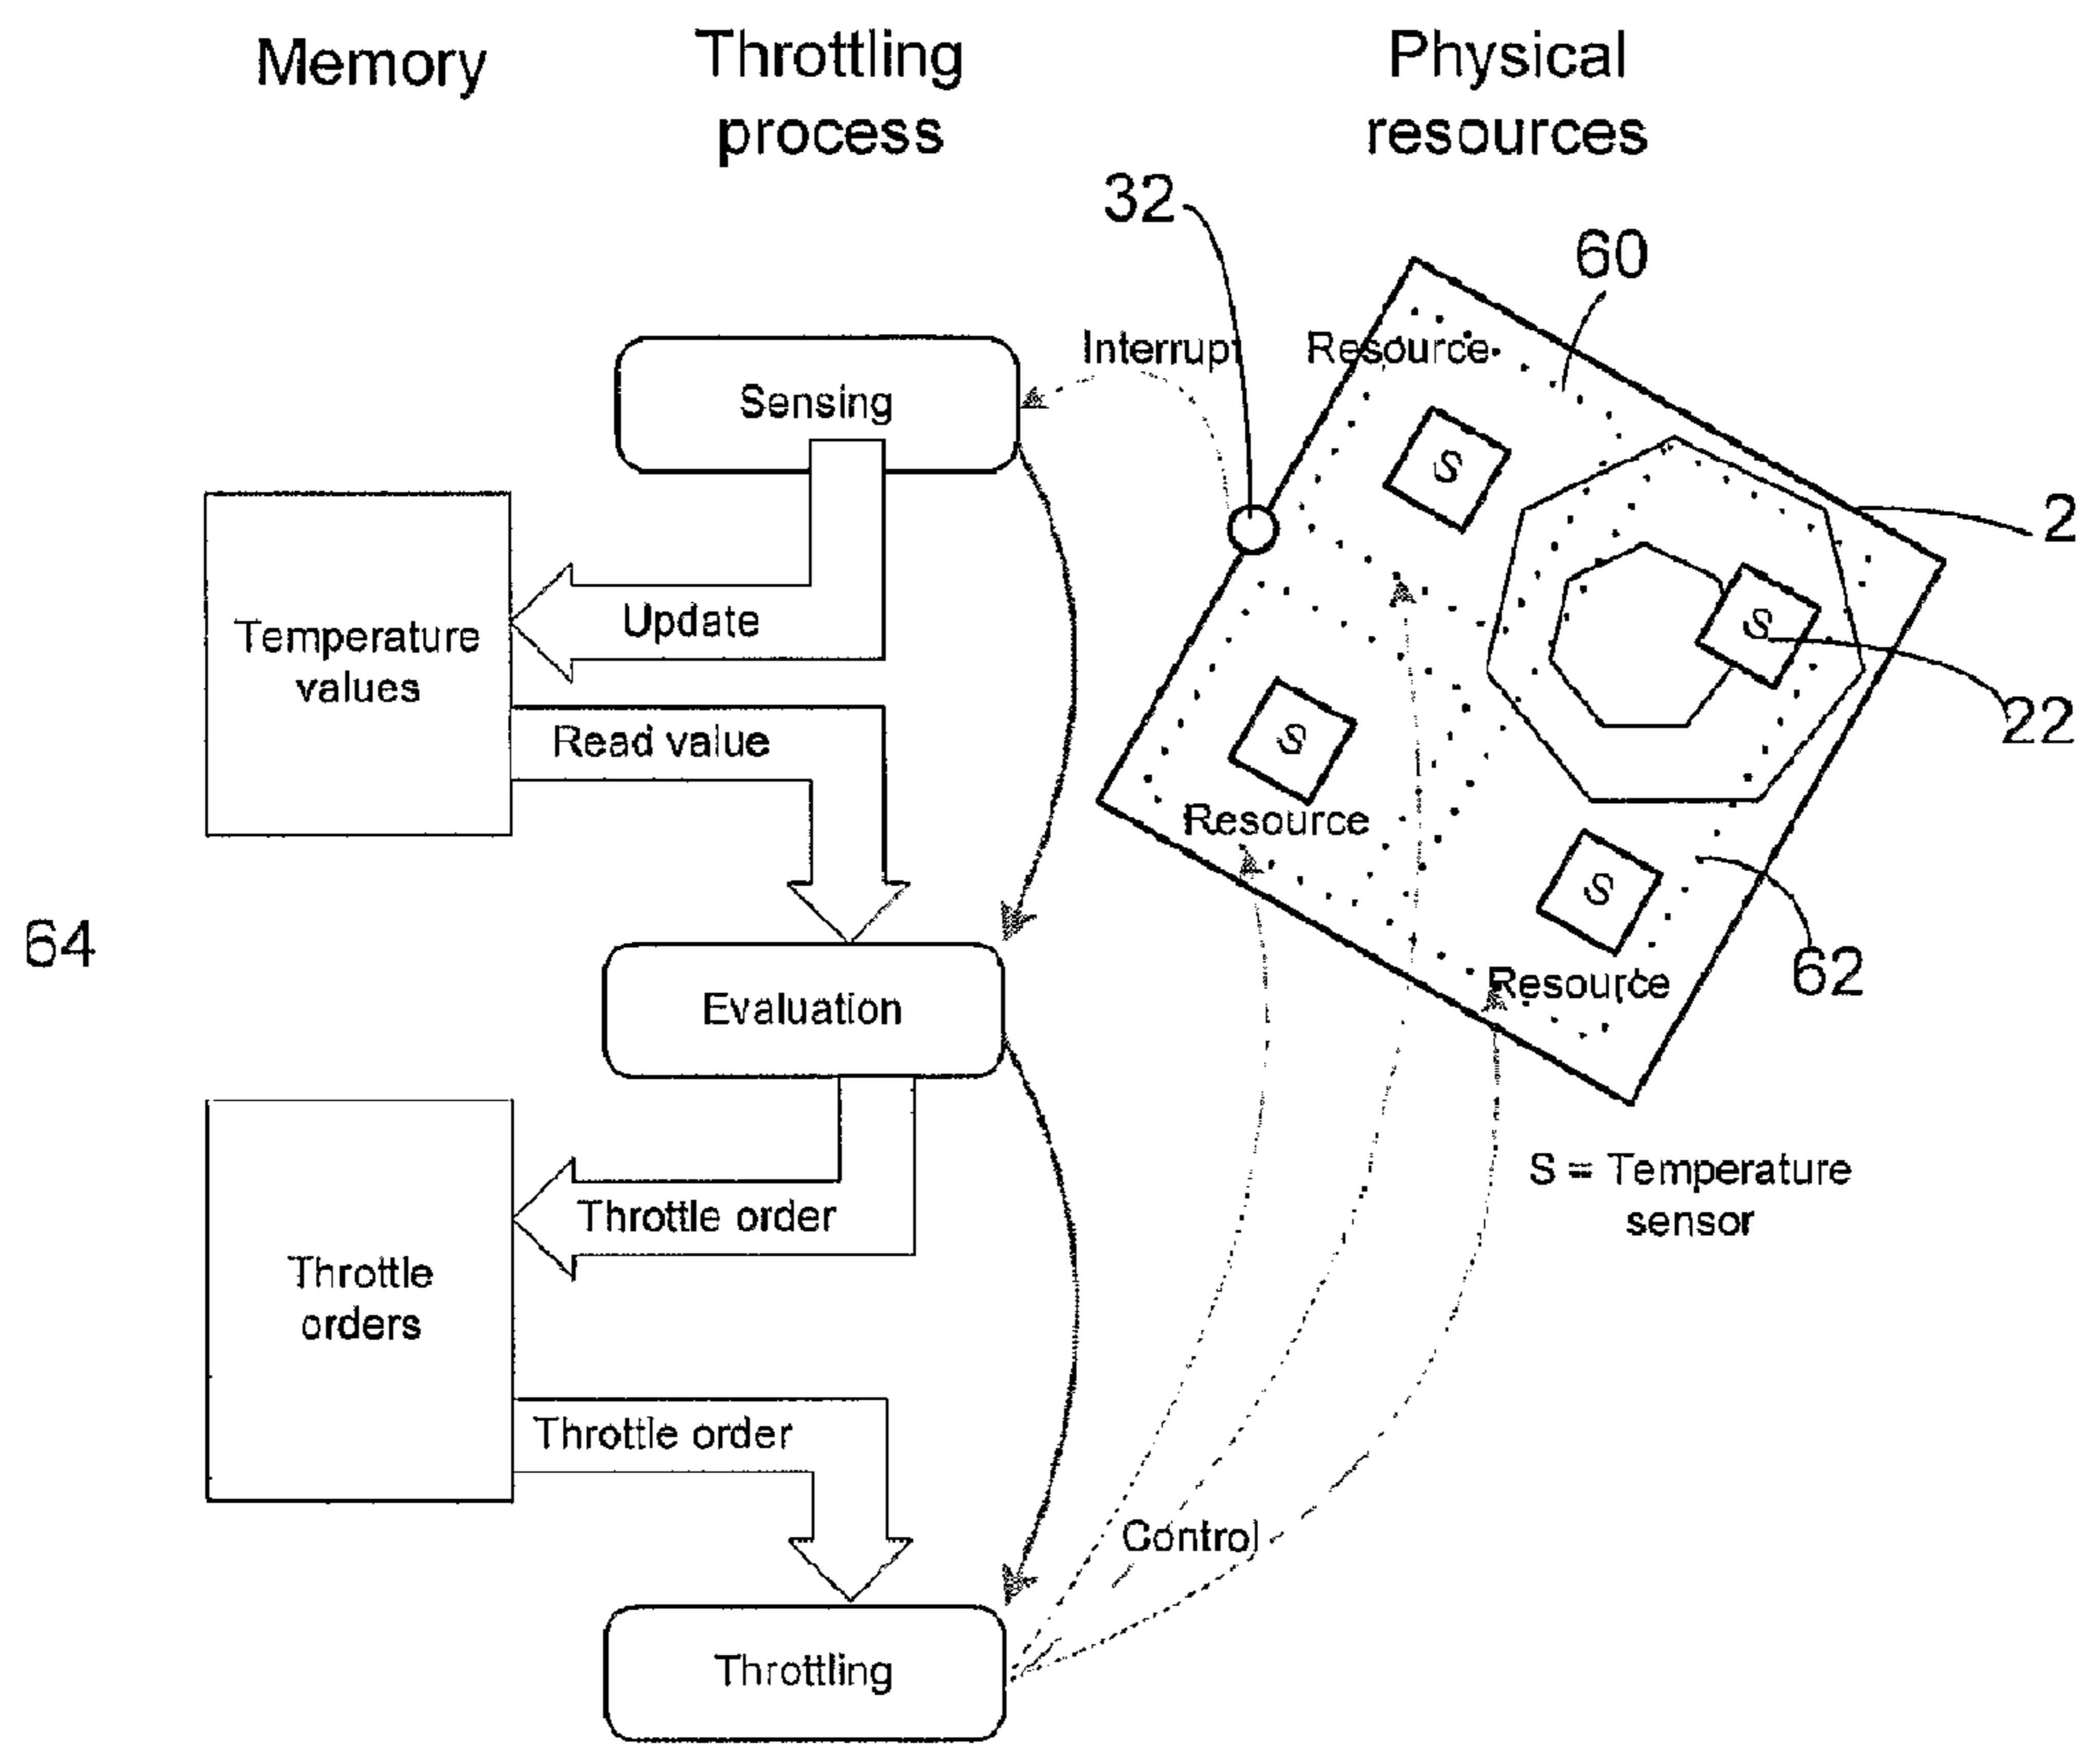 Memory
Throttling
process
Physical
resources
32
60
Interrupt
Resource
Sensing
S
2
Temperature
values
Update
S
22
Read value
S
Resource
S
64
62
Resource
Evaluation
S = Temperature
sensor
Throttle order
Throttle
orders
Throttle order
Control
Throttling